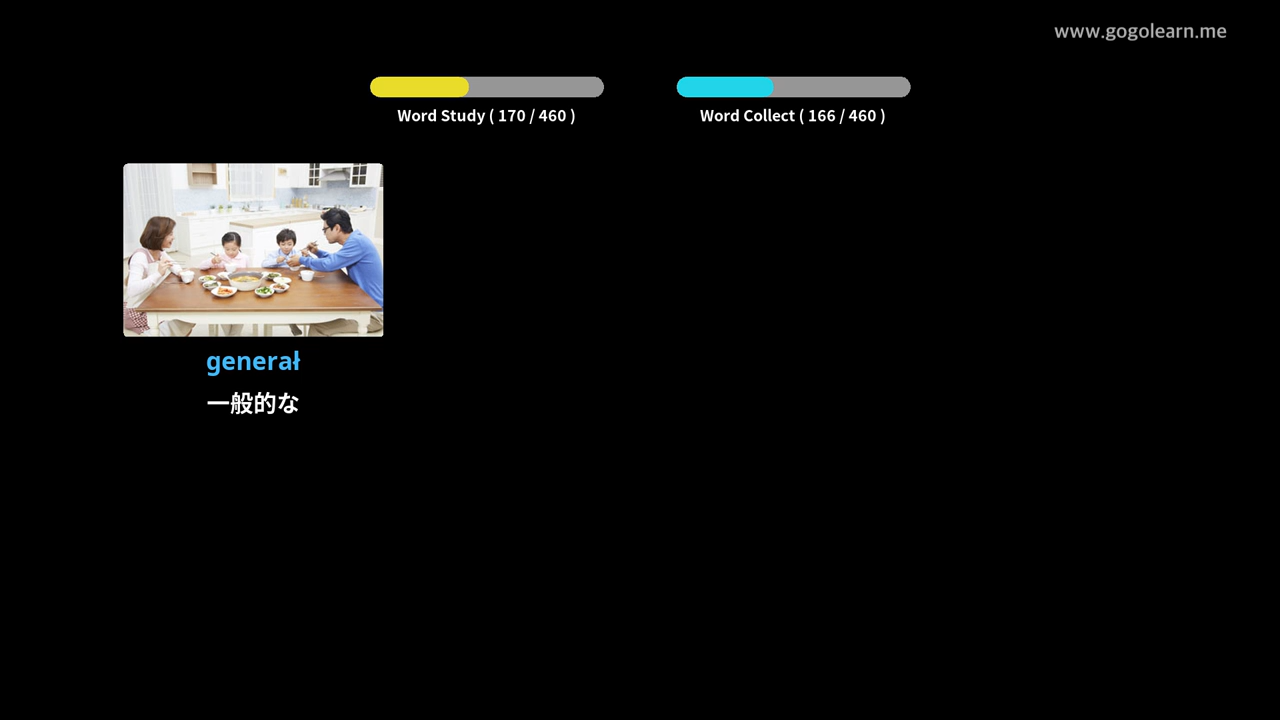 www.gogolearn.me
Word Study ( 170 / 460 )
Word Collect ( 166 / 460 )
generał
一般的な